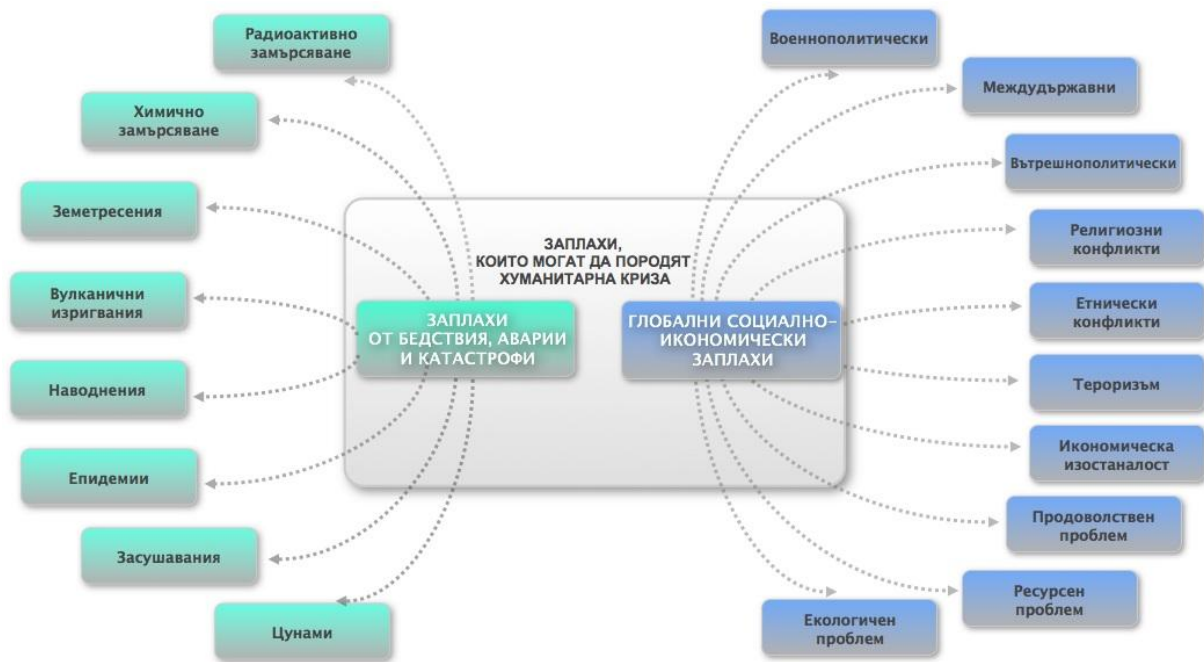 Радиоактивно
замърсяване
Химично
замърсяване
Земетресения
Вулканични
изригвания
Наводнения
Епидемии
Засушавания
Цунами
ЗАПЛАХИ,
КОИТО МОГАТ ДА ПОРОДЯТ
ХУМАНИТАРНА КРИЗА
ЗАПЛАХИ
ОТ БЕДСТВИЯ, АВАРИИ
И КАТАСТРОФИ
ГЛОБАЛНИ СОЦИАЛНО-
ИКОНОМИЧЕСКИ
ЗАПЛАХИ
Военнополитически
Междудържавни
Вътрешнополитически
Религиозни
конфликти
Етнически
конфликти
Тероризъм
Икономическа
изостаналост
Продоволствен
проблем
Ресурсен
проблем
Екологичен
проблем